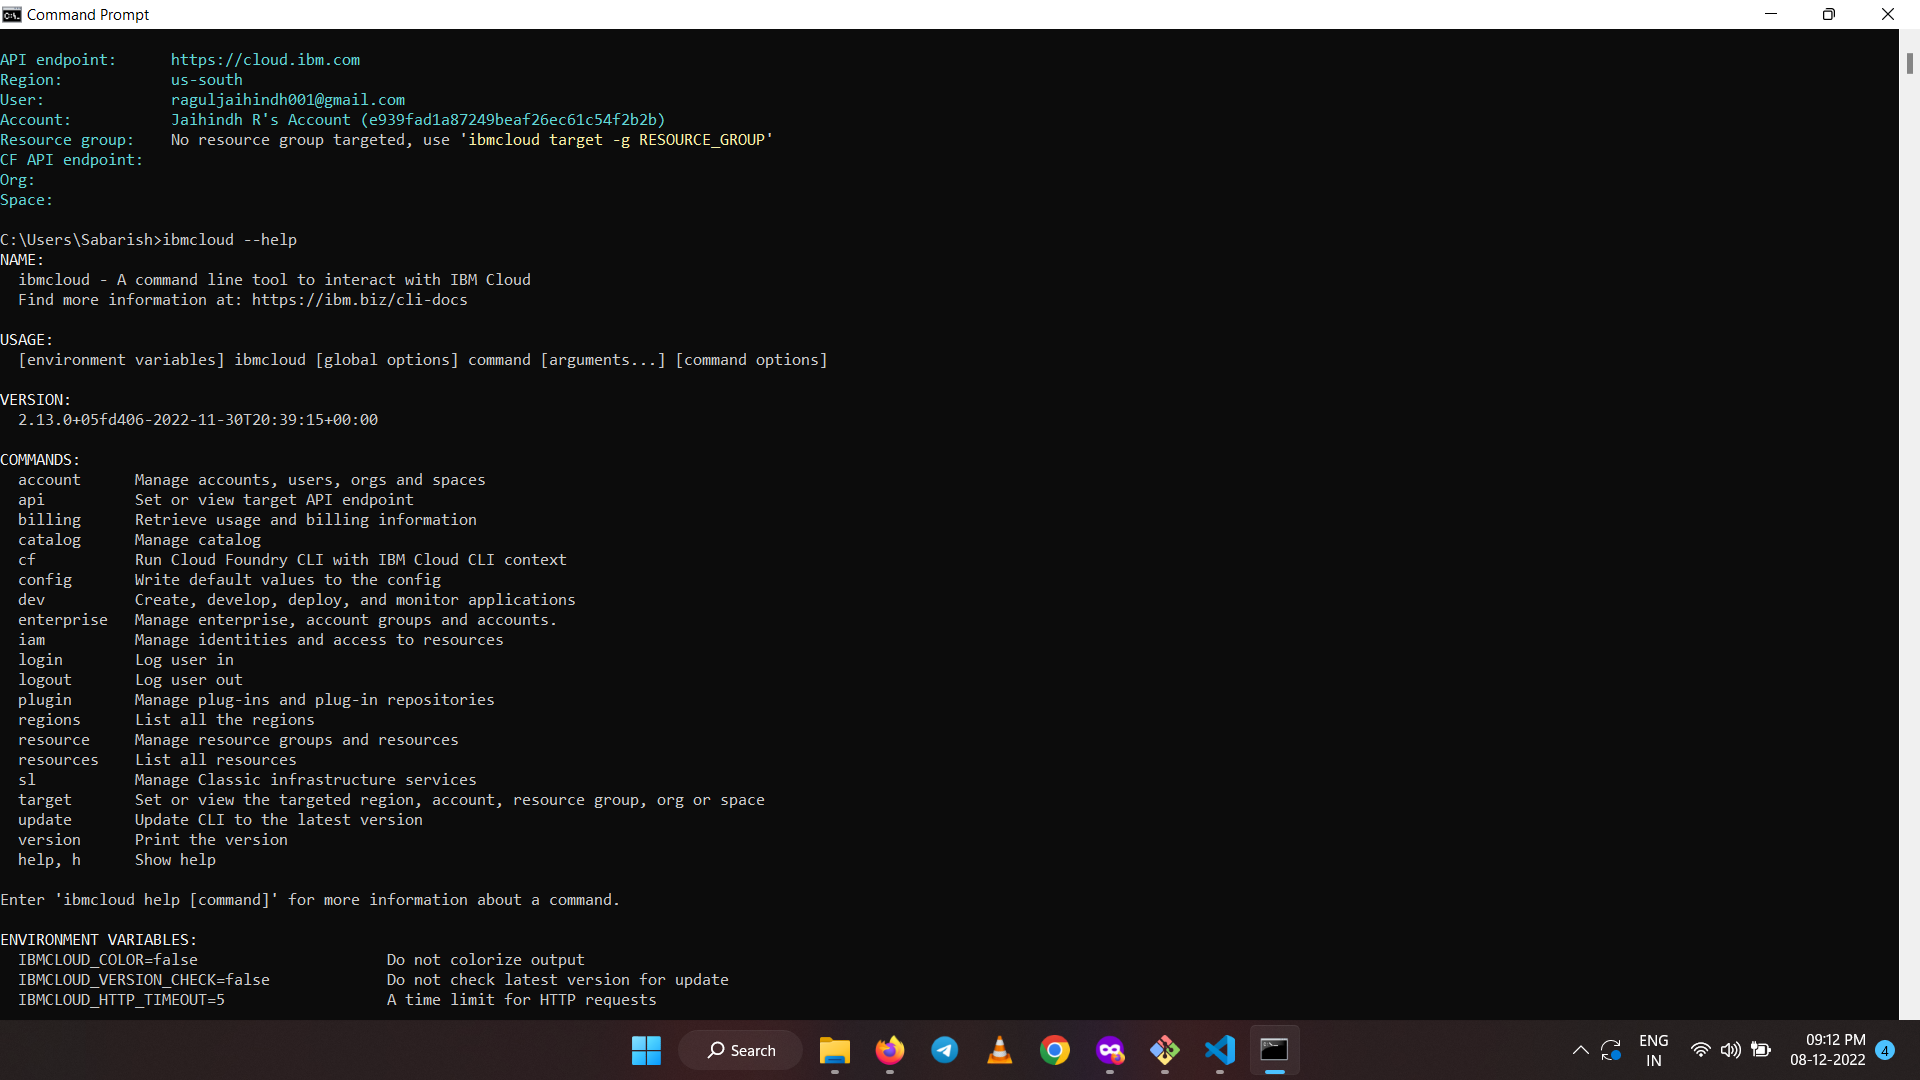 Command Prompt
API endpoint:      https://cloud.ibm.com
Region:            us-south
User:              raguljaihindh001@gmail.com
Account:           Jaihindh R's Account (e939fad1a87249beaf26ec61c54f2b2b)
Resource group:    No resource group targeted, use 'ibmcloud target -g RESOURCE_GROUP'
CF API endpoint:
Org:
Space:
C:\Users\Sabarish>ibmcloud --help
NAME:
  ibmcloud - A command line tool to interact with IBM Cloud
  Find more information at: https://ibm.biz/cli-docs
USAGE:
  [environment variables] ibmcloud [global options] command [arguments...] [command options]
VERSION:
  2.13.0+05fd406-2022-11-30T20:39:15+00:00
COMMANDS:
  account      Manage accounts, users, orgs and spaces
  api          Set or view target API endpoint
  billing      Retrieve usage and billing information
  catalog      Manage catalog
  cf           Run Cloud Foundry CLI with IBM Cloud CLI context
  config       Write default values to the config
  dev          Create, develop, deploy, and monitor applications
  enterprise   Manage enterprise, account groups and accounts.
  iam          Manage identities and access to resources
  login        Log user in
  logout       Log user out
  plugin       Manage plug-ins and plug-in repositories
  regions      List all the regions
  resource     Manage resource groups and resources
  resources    List all resources
  sl           Manage Classic infrastructure services
  target       Set or view the targeted region, account, resource group, org or space
  update       Update CLI to the latest version
  version      Print the version
  help, h      Show help
Enter 'ibmcloud help [command]' for more information about a command.
ENVIRONMENT VARIABLES:
  IBMCLOUD_COLOR=false                     Do not colorize output
  IBMCLOUD_VERSION_CHECK=false             Do not check latest version for update
  IBMCLOUD_HTTP_TIMEOUT=5                  A time limit for HTTP requests
Search
ENG
IN
09:12 PM
08-12-2022
4